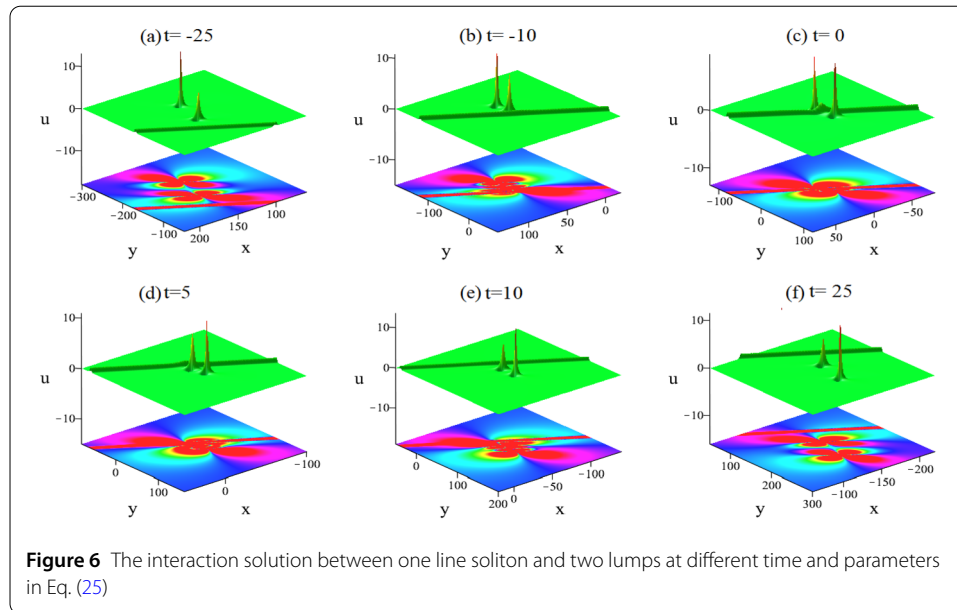 (a) t= -25
(b) t= -10
(c) t= 0
10
0
u
-10
-300
-200
-100
y
200
150
100
x
10
0
u
-10
-100
0
y
100
50
0
x
10
0
u
-10
-100
0
100
y
50
0
-50
x
(d) t=5
(e) t=10
(f) t= 25
10
0
u
-10
0
100
y
0
-100
x
10
0
u
-10
0
100
200
y
0
-50
-100
x
10
0
u
-10
100
200
300
y
-100
-150
-200
x
Figure 6 The interaction solution between one line soliton and two lumps at different time and parameters
in Eq. (25)